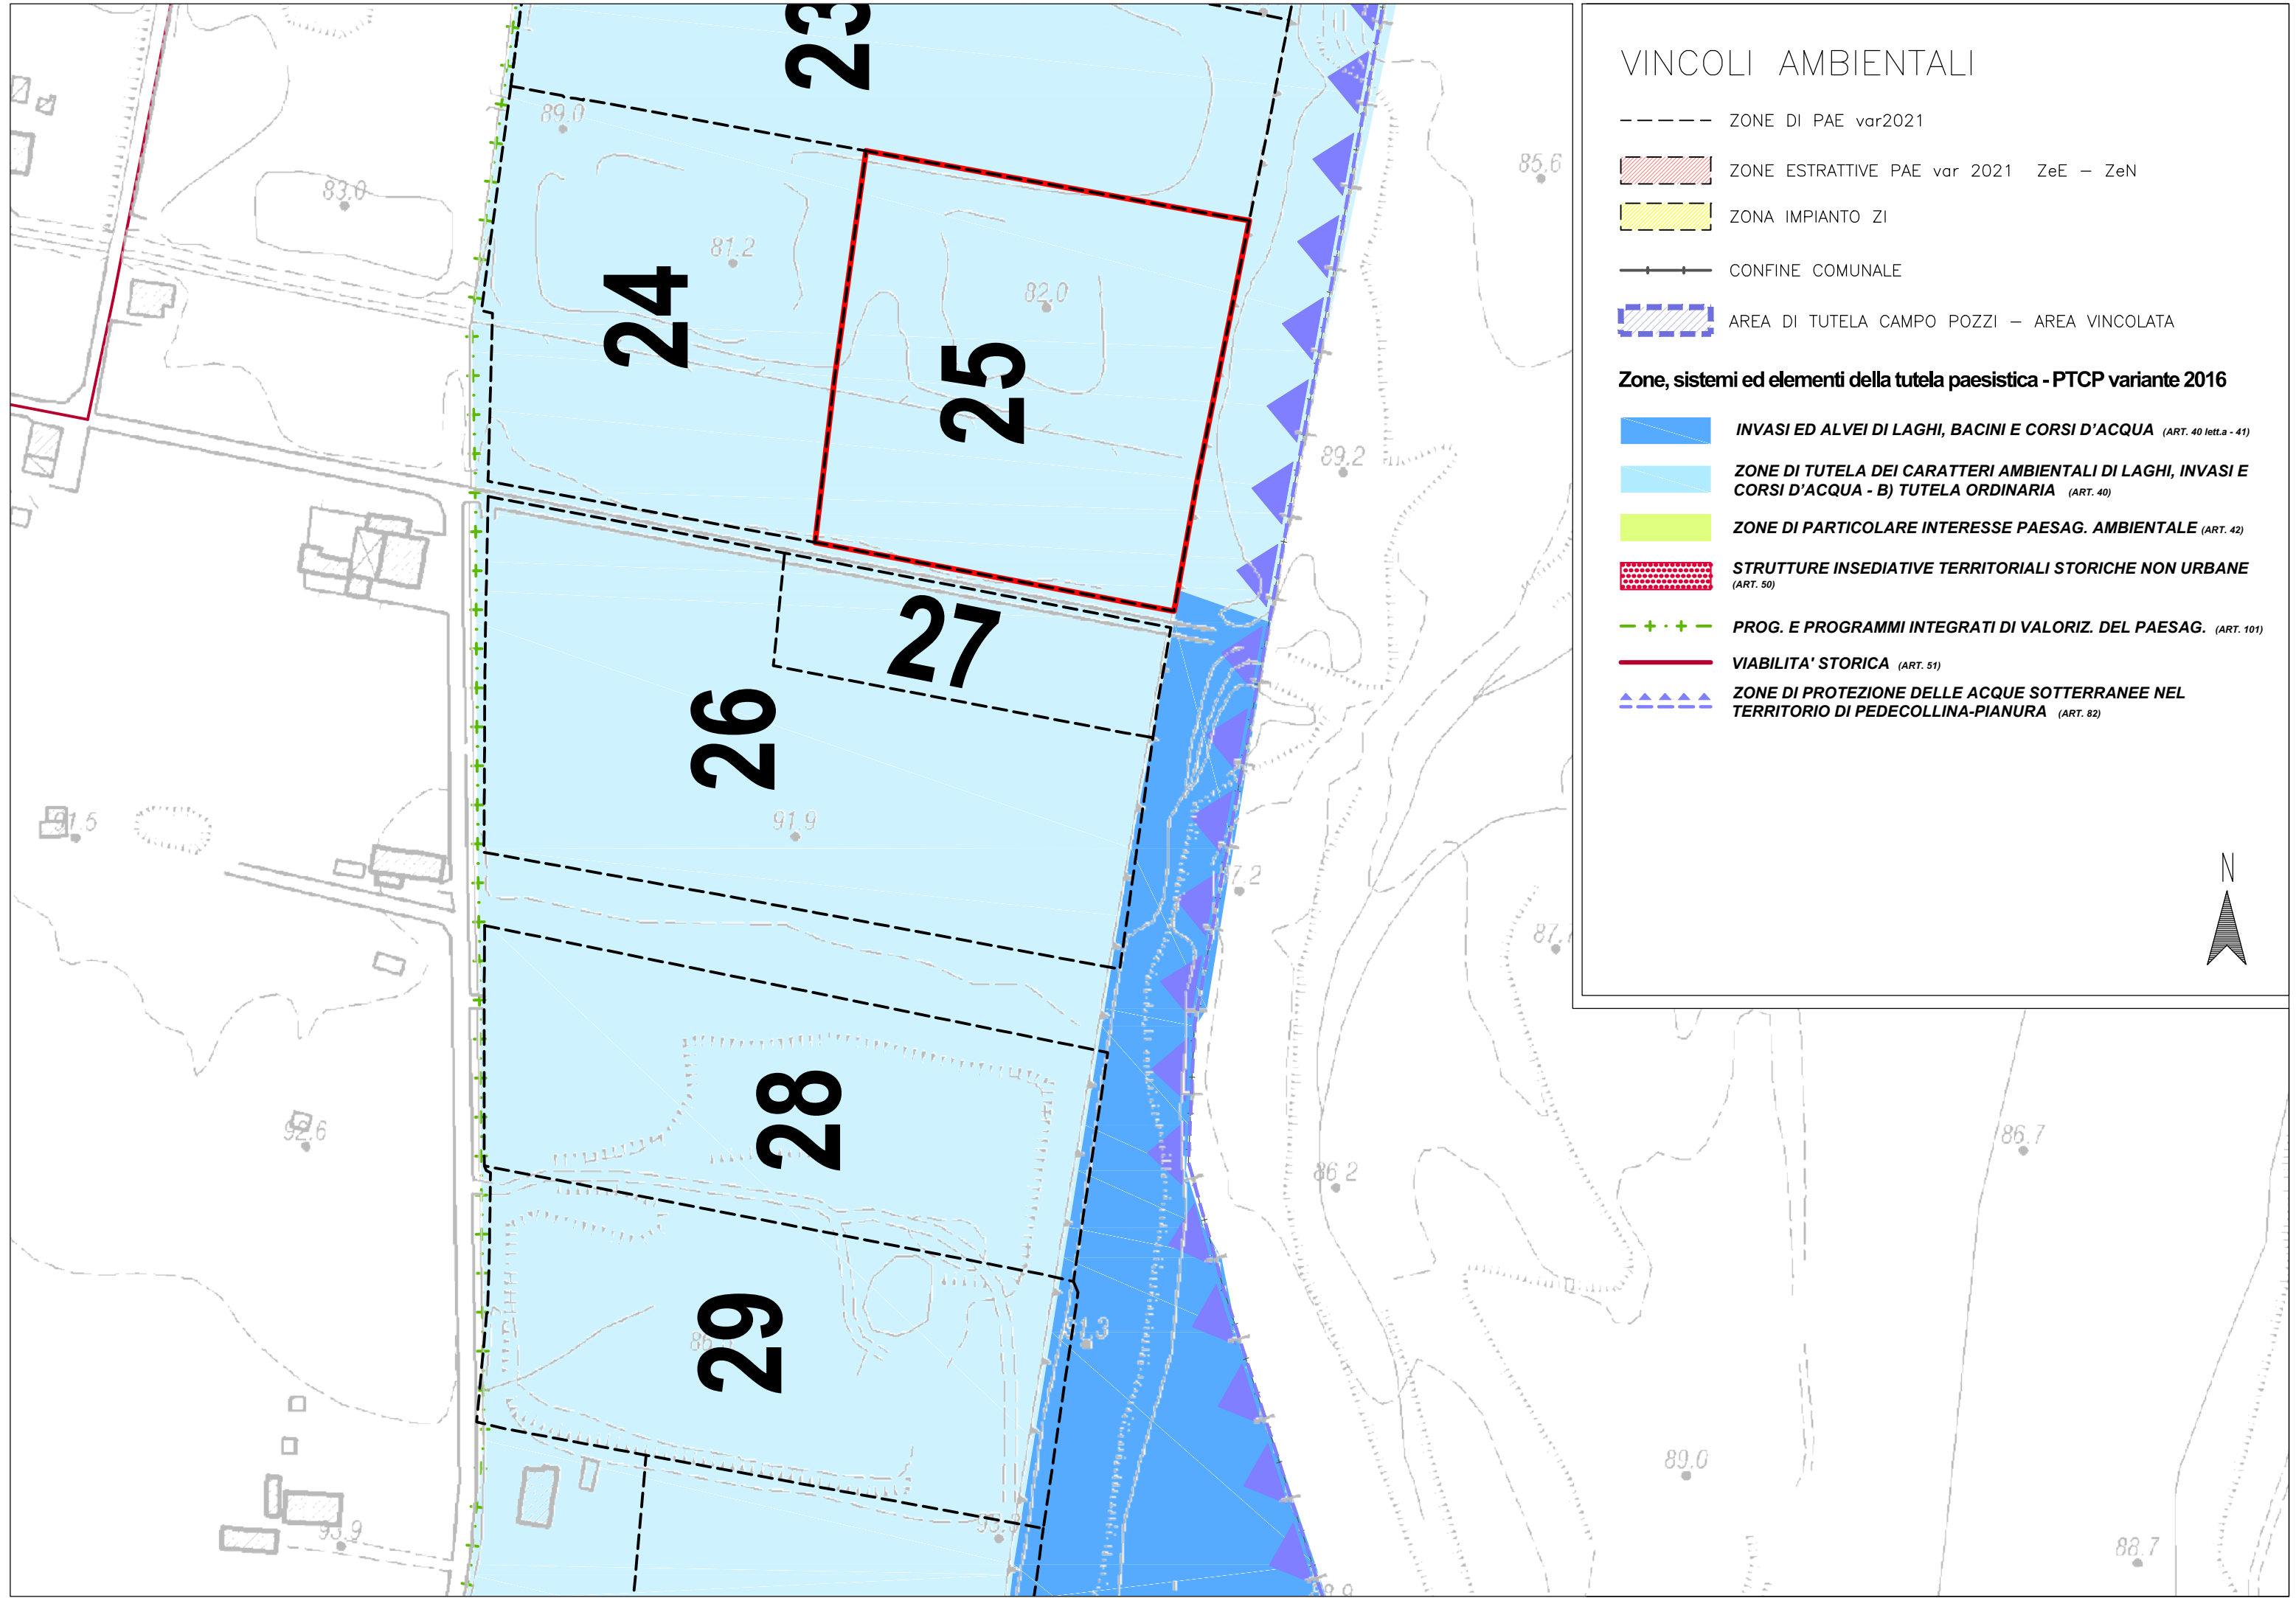 23
89.0
83.0
81.2
24
82.0
25
85.6
89.2
27
26
91.5
91.9
87.2
87.1
28
92.6
86.2
86.7
29
13
89.0
93.9
88.7
VINCOLI AMBIENTALI
ZONE DI PAE var2021
ZONE ESTRATTIVE PAE var 2021 ZeE – ZeN
ZONA IMPIANTO ZI
CONFINE COMUNALE
AREA DI TUTELA CAMPO POZZI – AREA VINCOLATA
Zone, sistemi ed elementi della tutela paesistica - PTCP variante 2016
INVASI ED ALVEI DI LAGHI, BACINI E CORSI D'ACQUA (ART. 40 lett.a - 41)
ZONE DI TUTELA DEI CARATTERI AMBIENTALI DI LAGHI, INVASI E
CORSI D'ACQUA - B) TUTELA ORDINARIA (ART. 40)
ZONE DI PARTICOLARE INTERESSE PAESAG. AMBIENTALE (ART. 42)
STRUTTURE INSEDIATIVE TERRITORIALI STORICHE NON URBANE
(ART. 50)
PROG. E PROGRAMMI INTEGRATI DI VALORIZ. DEL PAESAG. (ART. 101)
VIABILITA' STORICA (ART. 51)
ZONE DI PROTEZIONE DELLE ACQUE SOTTERRANEE NEL
TERRITORIO DI PEDECOLLINA-PIANURA (ART. 82)
N